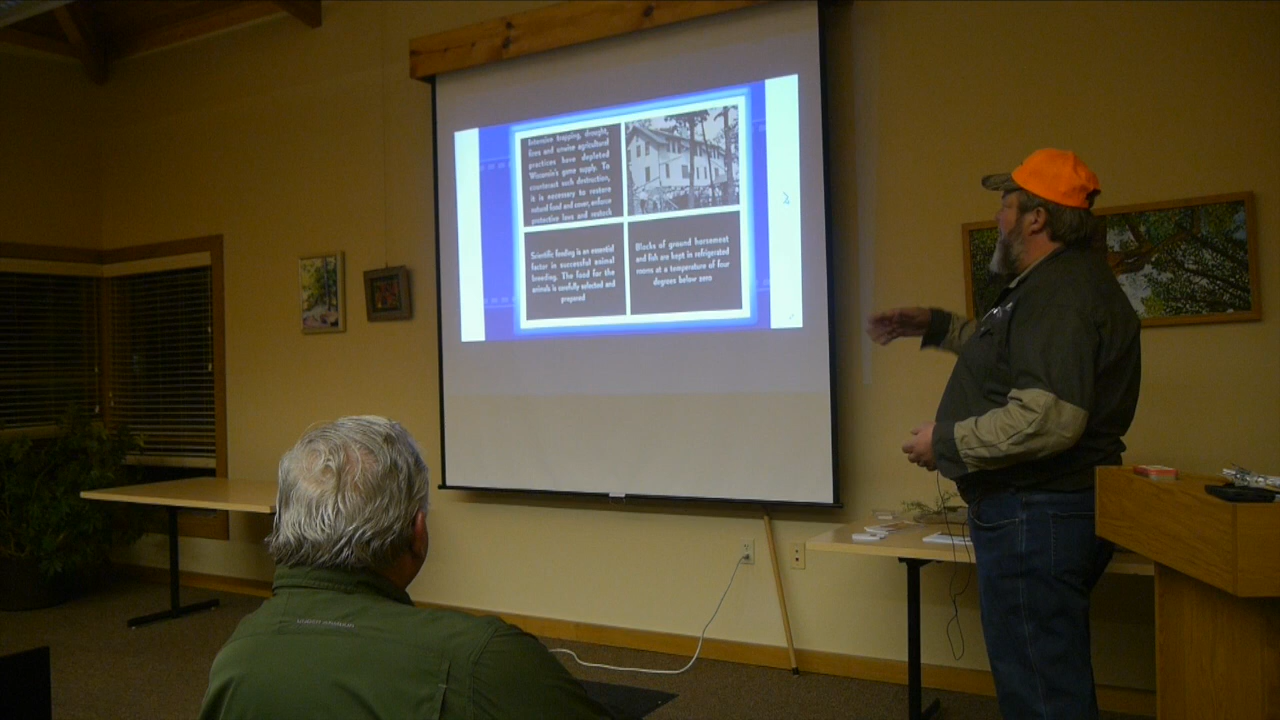 Intensive trapping, drought,
fires and unwise agricultural
practices have depleted
Wisconsin's game supply. To
counteract such destruction,
it is necessary to restore
natural food and cover, enforce
protective laws and restock
Scientific feeding is an essential
factor in successful animal
breeding. The food for the
animals is carefully selected and
prepared
Blocks of ground horsemeat
and fish are kept in refrigerated
rooms at a temperature of four
degrees below zero